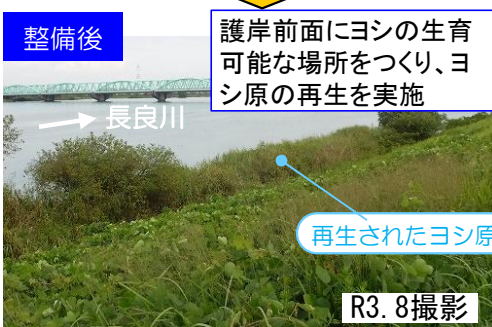 整備後
護岸前面にヨシの生育
可能な場所をつくり、ヨ
シ原の再生を実施
長良川
再生されたヨシ原
R3.8撮影